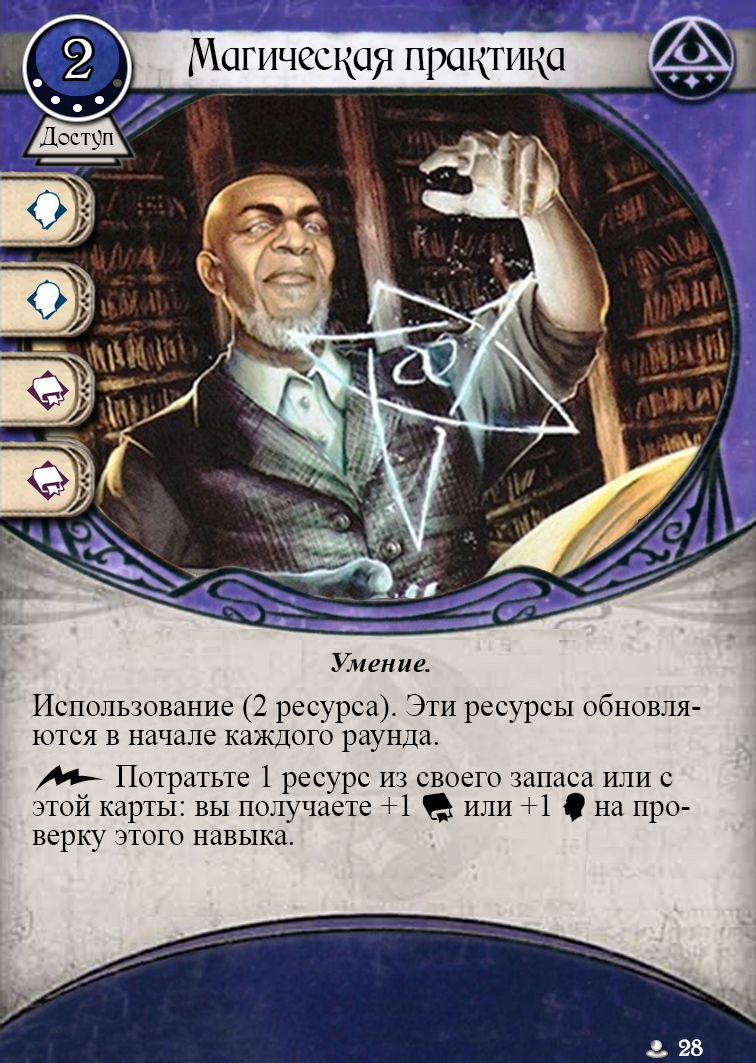 2
Магическая практика
Доступ
Умение.
Использование (2 ресурса). Эти ресурсы обновля-
ются в начале каждого раунда.
Потратьте 1 ресурс из своего запаса или с
этой карты: вы получаете +1 или +1 на про-
верку этого навыка.
28